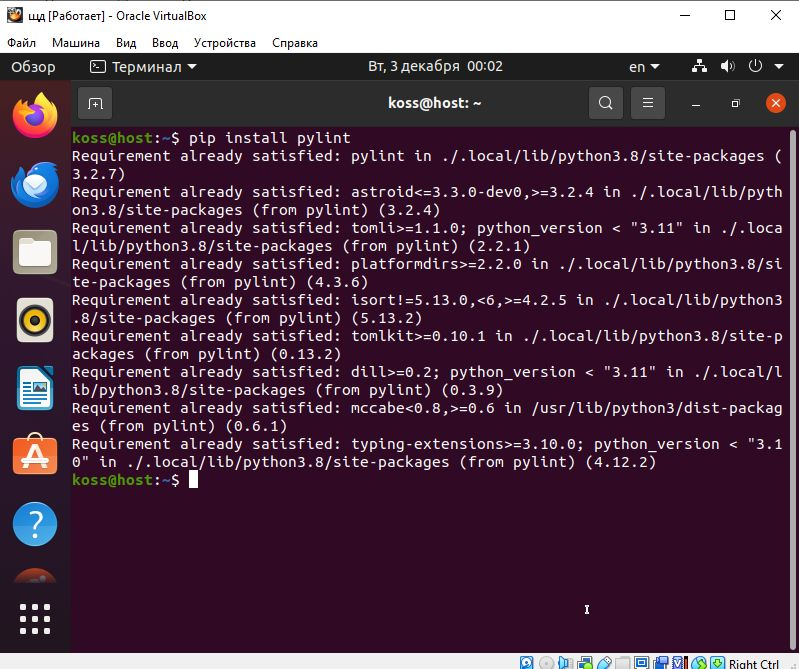 щд [Работает] - Oracle VirtualBox
Файл Машина Вид Ввод Устройства Справка
Обзор Терминал Вт, 3 декабря 00:02 en
koss@host: ~
koss@host:~$ pip install pylint
Requirement already satisfied: pylint in ./.local/lib/python3.8/site-packages (
3.2.7)
Requirement already satisfied: astroid<=3.3.0-dev0,>=3.2.4 in ./.local/lib/pyth
on3.8/site-packages (from pylint) (3.2.4)
Requirement already satisfied: tomli>=1.1.0; python_version < "3.11" in ./.loca
l/lib/python3.8/site-packages (from pylint) (2.2.1)
Requirement already satisfied: platformdirs>=2.2.0 in ./.local/lib/python3.8/si
te-packages (from pylint) (4.3.6)
Requirement already satisfied: isort!=5.13.0,<6,>=4.2.5 in ./.local/lib/python3
.8/site-packages (from pylint) (5.13.2)
Requirement already satisfied: tomlkit>=0.10.1 in ./.local/lib/python3.8/site-p
ackages (from pylint) (0.13.2)
Requirement already satisfied: dill>=0.2; python_version < "3.11" in ./.local/l
ib/python3.8/site-packages (from pylint) (0.3.9)
Requirement already satisfied: mccabe<0.8,>=0.6 in /usr/lib/python3/dist-packag
es (from pylint) (0.6.1)
Requirement already satisfied: typing-extensions>=3.10.0; python_version < "3.1
0" in ./.local/lib/python3.8/site-packages (from pylint) (4.12.2)
koss@host:~$
Right Ctrl